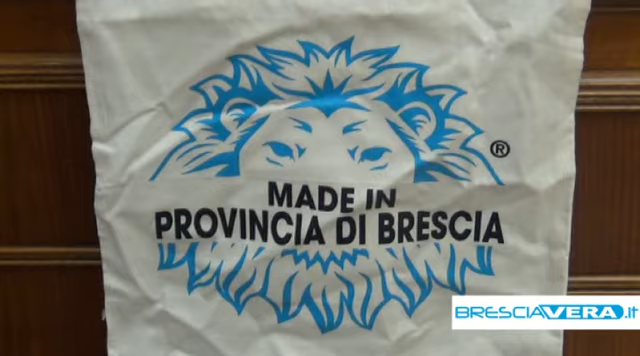 ®
MADE IN
PROVINCIA DI BRESCIA
BRESCIAVERA.it